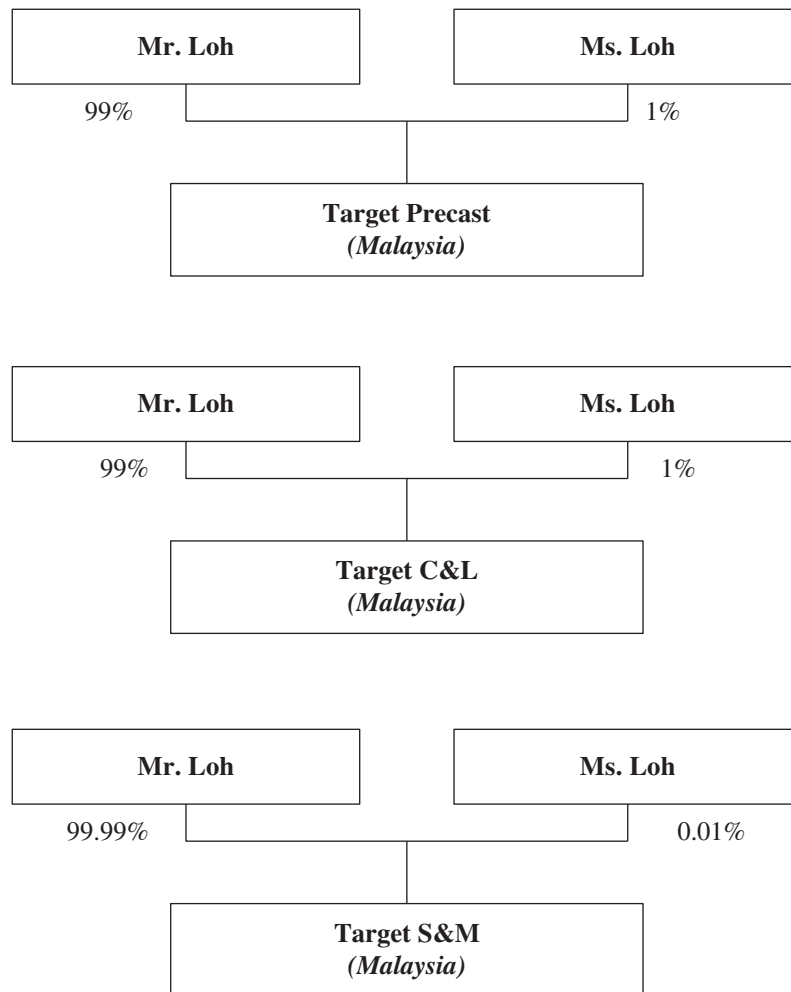 Mr. Loh
Ms. Loh
99%
1%
Target Precast
(Malaysia)
Mr. Loh
Ms. Loh
99%
1%
Target C&L
(Malaysia)
Mr. Loh
Ms. Loh
99.99%
0.01%
Target S&M
(Malaysia)